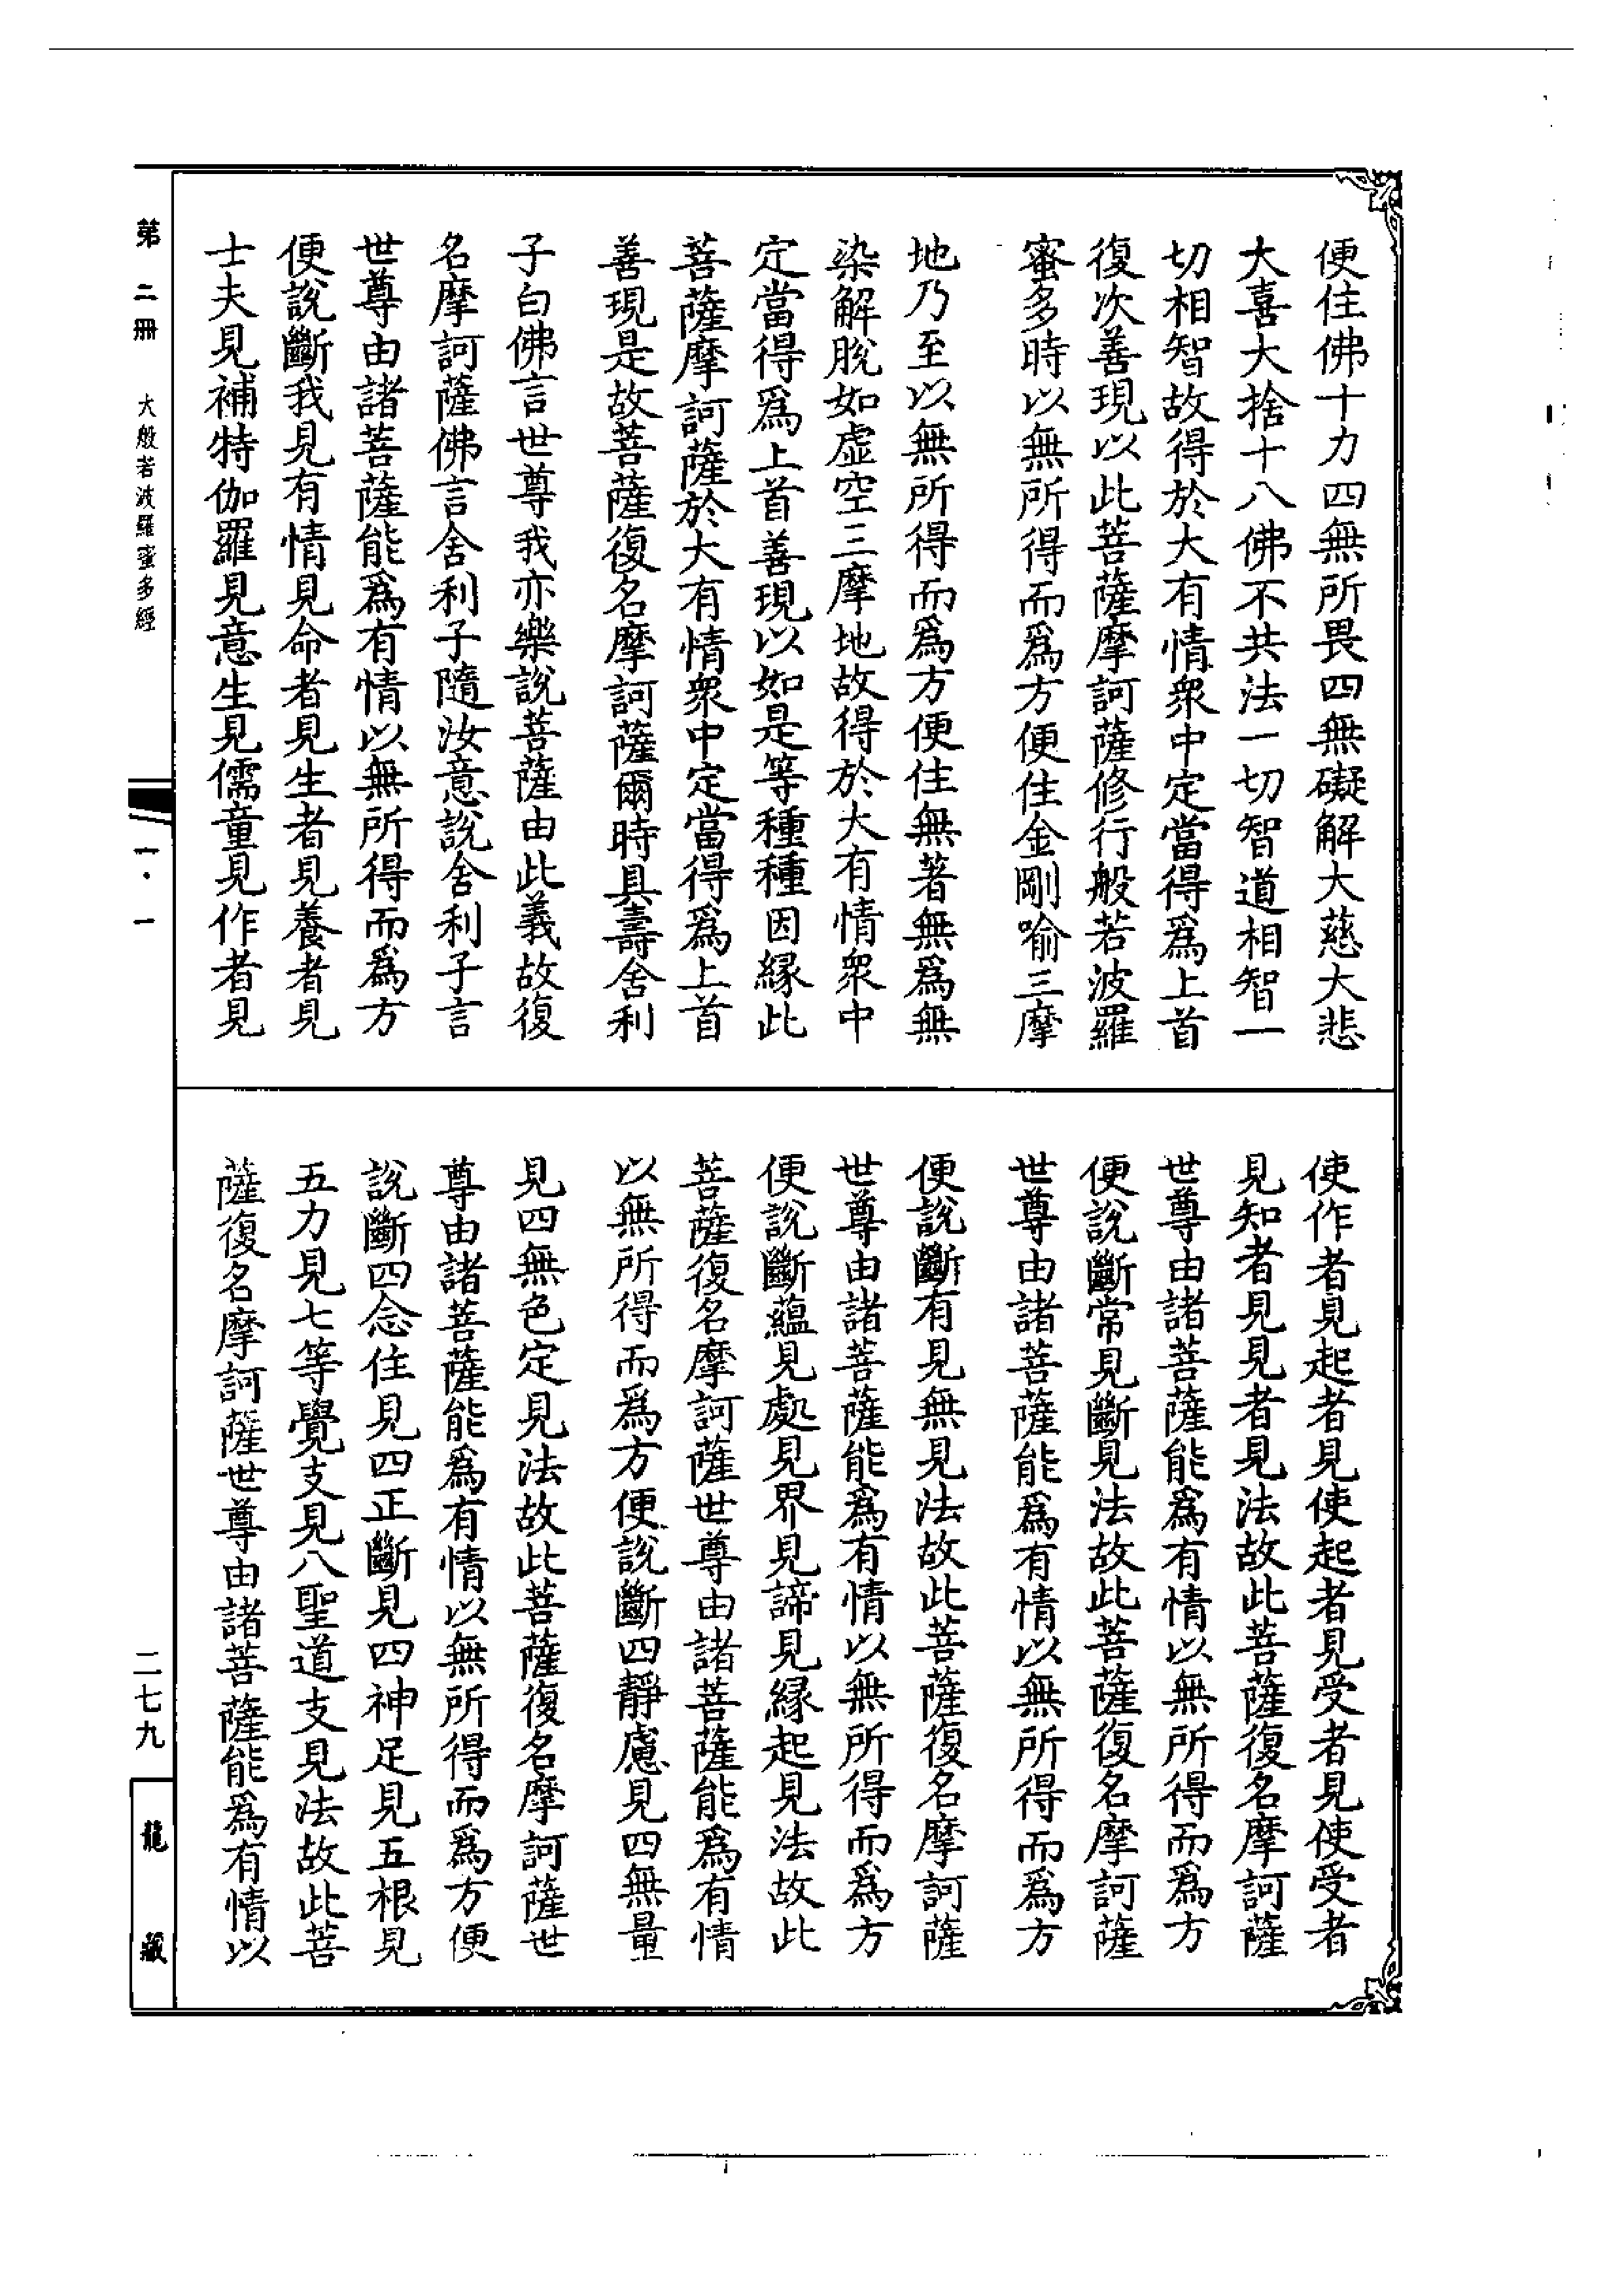 便住佛十力四無所畏四無礙解大慈大悲
大喜大捨十八佛不共法一切智道相智一
切相智故得於大有情衆中定當得爲上首
復次善現以此菩薩摩訶薩修行般若波羅
蜜多時以無所得而爲方便住金剛喻三摩
地乃至以無所得而爲方便住無著無爲無
染解脫如虛空三摩地故得於大有情衆中
定當得爲上首善現以如是等種種因緣此
菩薩摩訶薩於大有情衆中定當得爲上首
善現是故菩薩復名摩訶薩爾時具壽舍利
子白佛言世尊我亦樂說菩薩由此義故復
名摩訶薩佛言舍利子隨汝意說舍利子言
世尊由諸菩薩能爲有情以無所得而爲方
便說斷我見有情見命者見生者見養者見
士夫見補特伽羅見意生見儒童見作者見
使作者見起者見使起者見受者見使受者
見知者見見者見法故此菩薩復名摩訶薩
世尊由諸菩薩能爲有情以無所得而爲方
便說斷常見斷見法故此菩薩復名摩訶薩
世尊由諸菩薩能爲有情以無所得而爲方
便說斷有見無見法故此菩薩復名摩訶薩
世尊由諸菩薩能爲有情以無所得而爲方
便說斷蘊見處見界見諦見緣起見法故此
菩薩復名摩訶薩世尊由諸菩薩能爲有情
以無所得而爲方便說斷四靜慮見四無量
見四無色定見法故此菩薩復名摩訶薩世
尊由諸菩薩能爲有情以無所得而爲方便
說斷四念住見四正斷見四神足見五根見
五力見七等覺支見八聖道支見法故此菩
薩復名摩訶薩世尊由諸菩薩能爲有情以
第二冊 大般若波羅蜜多經
一·一
二七九
龍藏